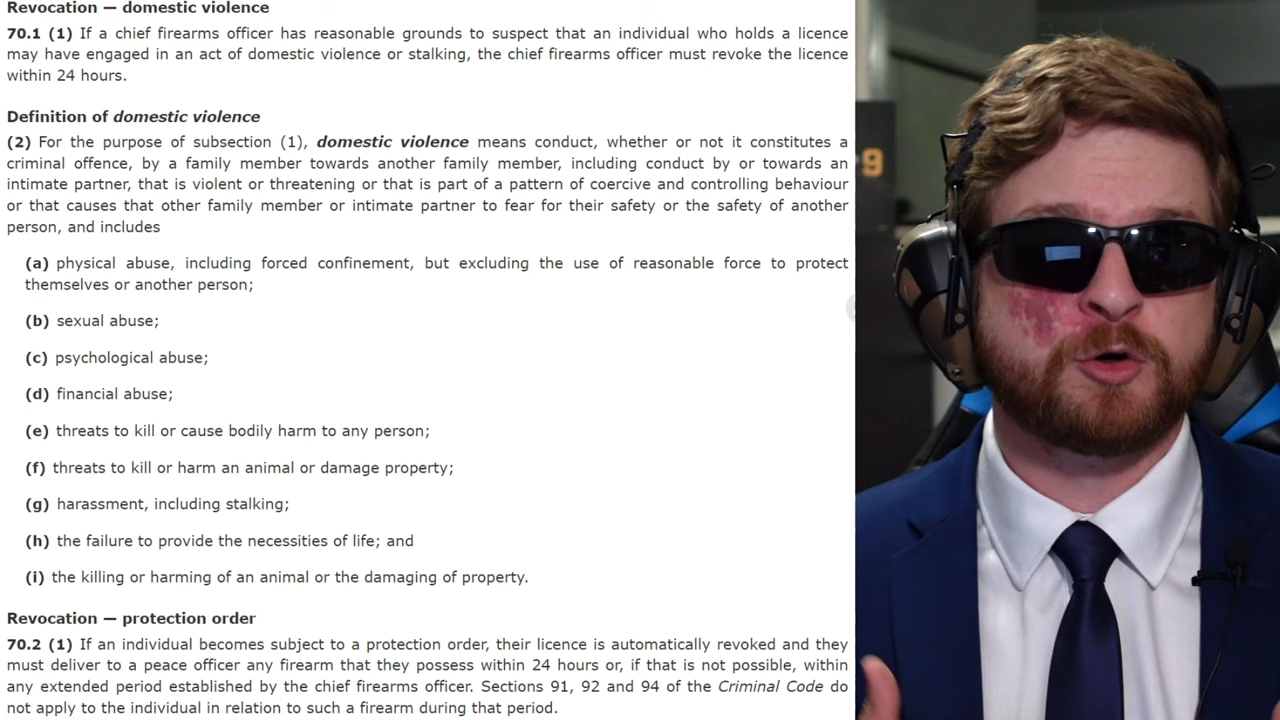 Revocation — domestic violence
70.1 (1) If a chief firearms officer has reasonable grounds to suspect that an individual who holds a licence
may have engaged in an act of domestic violence or stalking, the chief firearms officer must revoke the licence
within 24 hours.
Definition of domestic violence
(2) For the purpose of subsection (1), domestic violence means conduct, whether or not it constitutes a
criminal offence, by a family member towards another family member, including conduct by or towards an
intimate partner, that is violent or threatening or that is part of a pattern of coercive and controlling behaviour
or that causes that other family member or intimate partner to fear for their safety or the safety of another
person, and includes
(a) physical abuse, including forced confinement, but excluding the use of reasonable force to protect
themselves or another person;
(b) sexual abuse;
(c) psychological abuse;
(d) financial abuse;
(e) threats to kill or cause bodily harm to any person;
(f) threats to kill or harm an animal or damage property;
(g) harassment, including stalking;
(h) the failure to provide the necessities of life; and
(i) the killing or harming of an animal or the damaging of property.
Revocation — protection order
70.2 (1) If an individual becomes subject to a protection order, their licence is automatically revoked and they
must deliver to a peace officer any firearm that they possess within 24 hours or, if that is not possible, within
any extended period established by the chief firearms officer. Sections 91, 92 and 94 of the Criminal Code do
not apply to the individual in relation to such a firearm during that period.
9